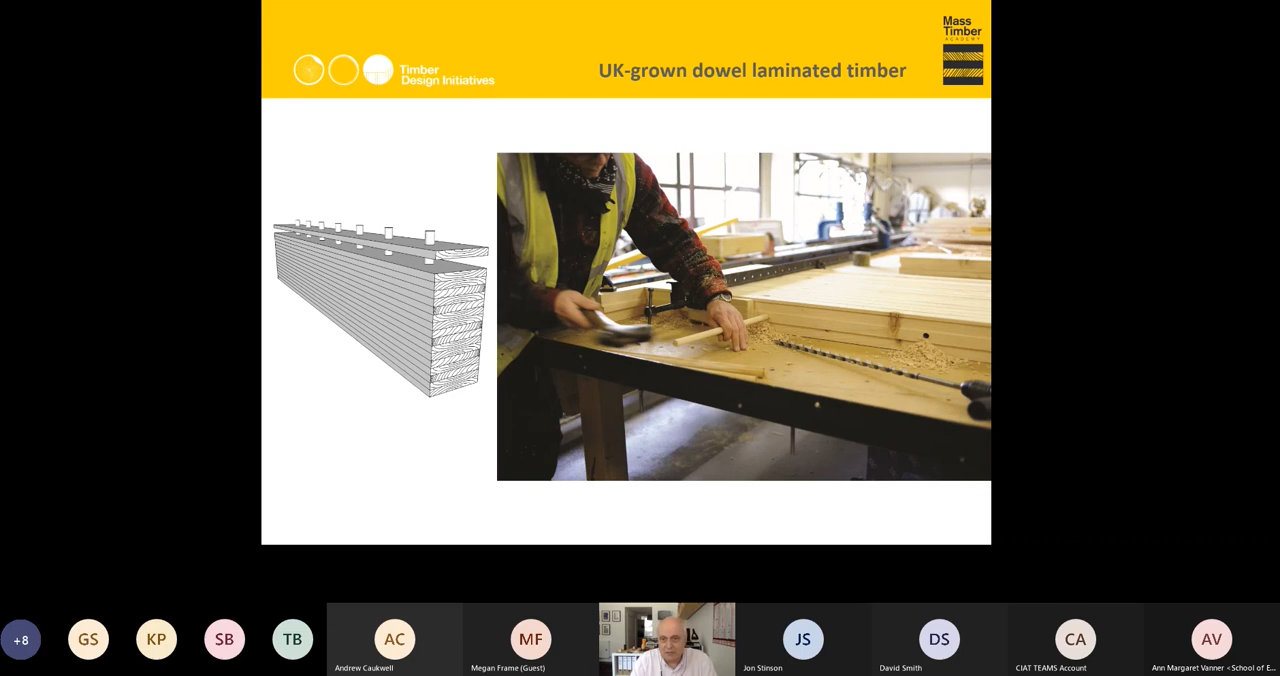 Mass
Timber
ACADEMY
Timber
Design Initiatives
UK-grown dowel laminated timber
+8
GS
KP
SB
TB
AC
Andrew Caukwell
MF
Megan Frame (Guest)
JS
Jon Stinson
DS
David Smith
CA
CIAT TEAMS Account
AV
Ann Margaret Vanner <School of E...